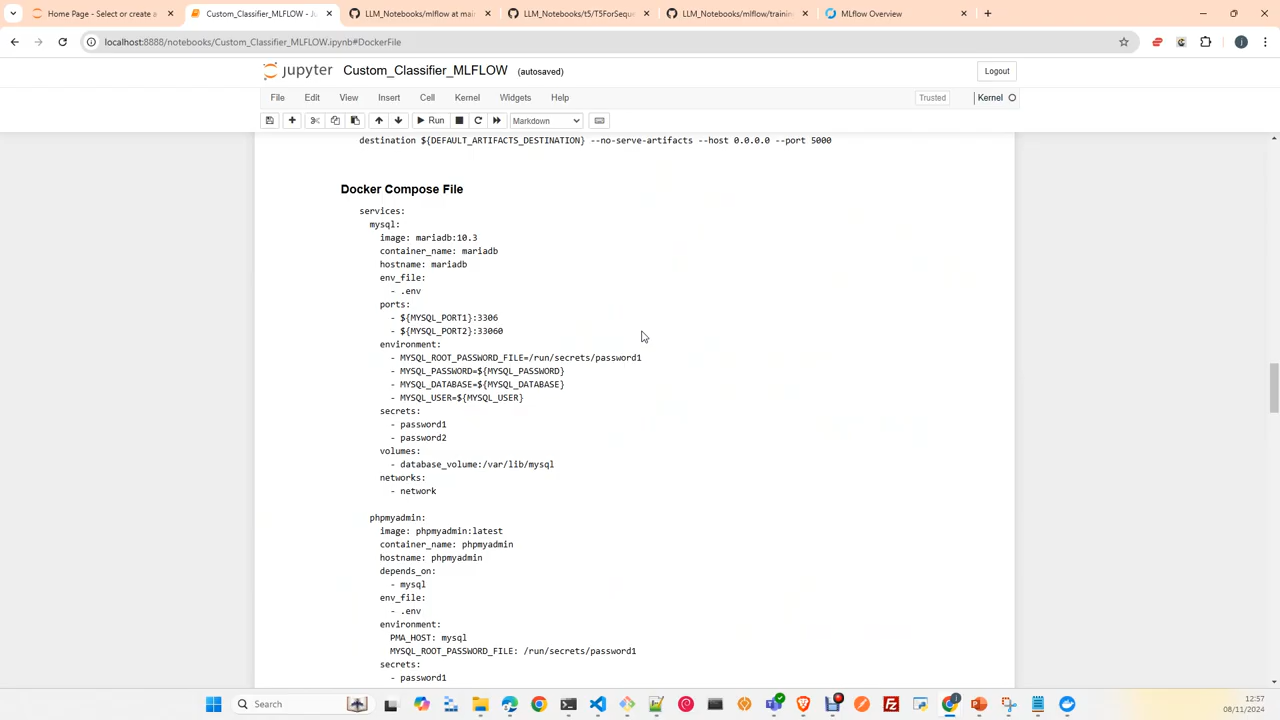 Home Page - Select or create a
Custom_Classifier_MLFLOW - Ju
LLM_Notebooks/mlflow at main
LLM_Notebooks/t5/T5ForSeque
LLM_Notebooks/mlflow/trainin
MLflow Overview
localhost:8888/notebooks/Custom_Classifier_MLFLOW.ipynb#DockerFile
jupyter Custom_Classifier_MLFLOW (autosaved)
Logout
File Edit View Insert Cell Kernel Widgets Help
Trusted
Kernel
Run
Markdown
destination ${DEFAULT_ARTIFACTS_DESTINATION} --no-serve-artifacts --host 0.0.0.0 --port 5000
Docker Compose File
services:
mysql:
image: mariadb:10.3
container_name: mariadb
hostname: mariadb
env_file:
- .env
ports:
- ${MYSQL_PORT1}:3306
- ${MYSQL_PORT2}:33060
environment:
- MYSQL_ROOT_PASSWORD_FILE=/run/secrets/password1
- MYSQL_PASSWORD=${MYSQL_PASSWORD}
- MYSQL_DATABASE=${MYSQL_DATABASE}
- MYSQL_USER=${MYSQL_USER}
secrets:
- password1
- password2
volumes:
- database_volume:/var/lib/mysql
networks:
- network
phpmyadmin:
image: phpmyadmin:latest
container_name: phpmyadmin
hostname: phpmyadmin
depends_on:
- mysql
env_file:
- .env
environment:
PMA_HOST: mysql
MYSQL_ROOT_PASSWORD_FILE: /run/secrets/password1
secrets:
- password1
Search
12:57
08/11/2024